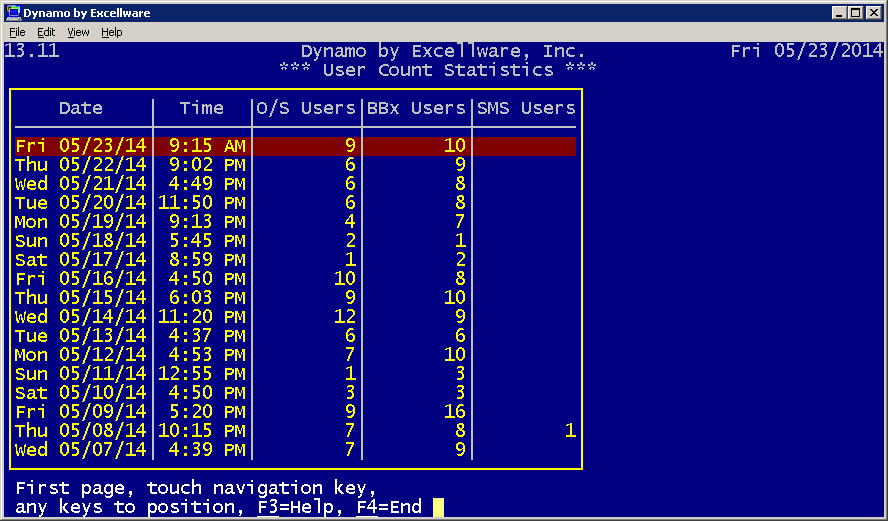 Dynamo by Excellware
File Edit View Help
13.11 Dynamo by Excellware, Inc. Fri 05/23/2014
*** User Count Statistics ***
Date Time O/S Users BBx Users SMS Users
Fri 05/23/14 9:15 AM 9 10
Thu 05/22/14 9:02 PM 6 9
Wed 05/21/14 4:49 PM 6 8
Tue 05/20/14 11:50 PM 6 8
Mon 05/19/14 9:13 PM 4 7
Sun 05/18/14 5:45 PM 2 1
Sat 05/17/14 8:59 PM 1 2
Fri 05/16/14 4:50 PM 10 8
Thu 05/15/14 6:03 PM 9 10
Wed 05/14/14 11:20 PM 12 9
Tue 05/13/14 4:37 PM 6 6
Mon 05/12/14 4:53 PM 7 10
Sun 05/11/14 12:55 PM 1 3
Sat 05/10/14 4:50 PM 3 3
Fri 05/09/14 5:20 PM 9 16
Thu 05/08/14 10:15 PM 7 8 1
Wed 05/07/14 4:39 PM 7 9
First page, touch navigation key,
any keys to position, F3=Help, F4=End